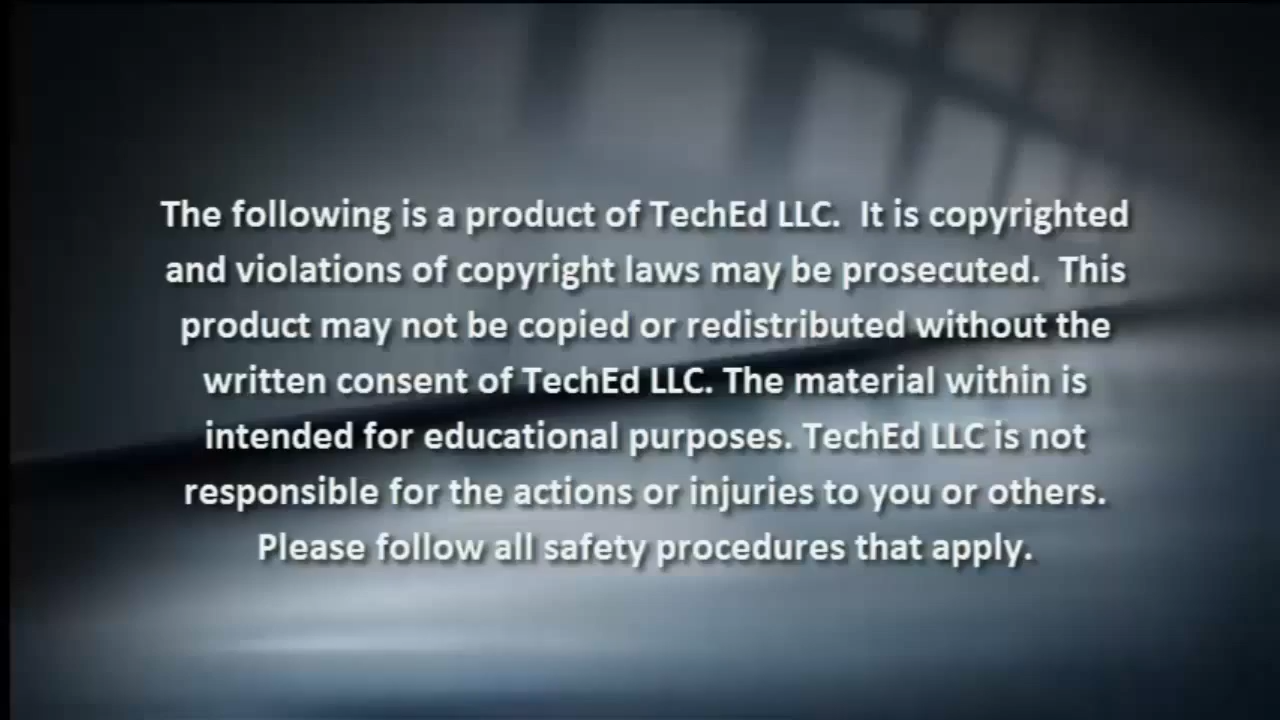 The following is a product of TechEd LLC.  It is copyrighted
and violations of copyright laws may be prosecuted.  This
product may not be copied or redistributed without the
written consent of TechEd LLC. The material within is
intended for educational purposes. TechEd LLC is not
responsible for the actions or injuries to you or others.
Please follow all safety procedures that apply.